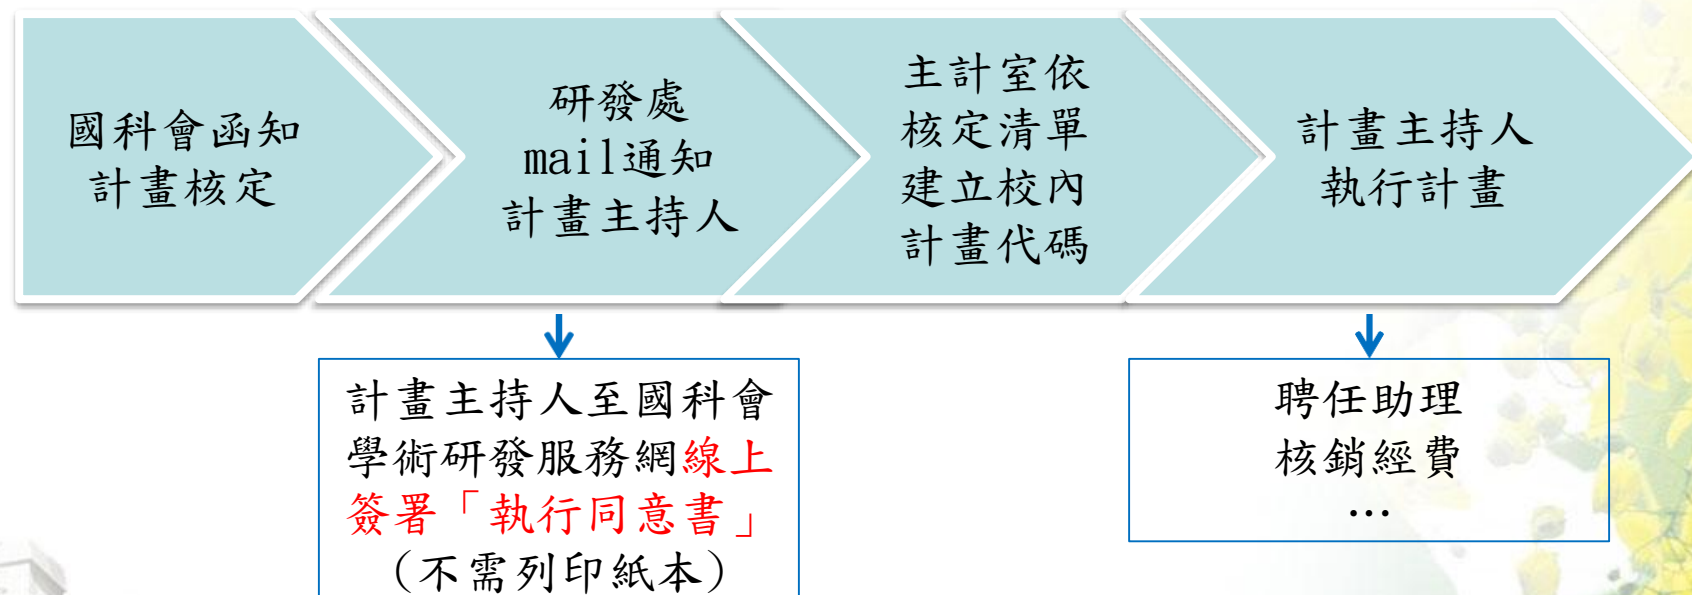 國科會函知
計畫核定
研發處
mail通知
計畫主持人
主計室依
核定清單
建立校內
計畫代碼
計畫主持人
執行計畫
計畫主持人至國科會
學術研發服務網線上
簽署「執行同意書」
(不需列印紙本)
聘任助理
核銷經費
…